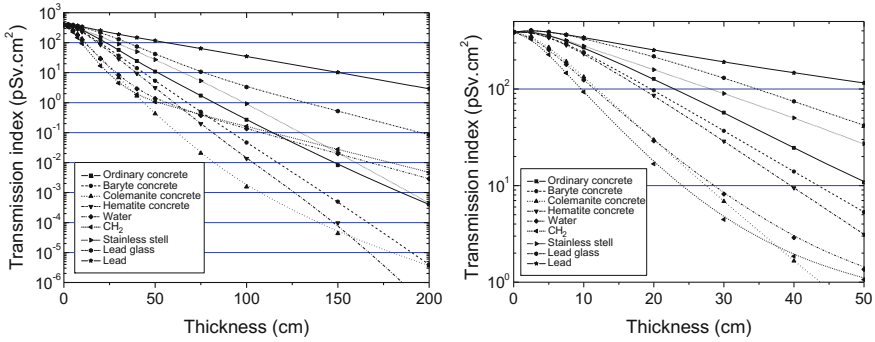 Transmission index (pSv.cm²)
10³
10²
10¹
10⁰
10⁻¹
10⁻²
10⁻³
10⁻⁴
10⁻⁵
10⁻⁶
Ordinary concrete
Baryte concrete
Colemanite concrete
Hematite concrete
Water
CH₂
Stainless stell
Lead glass
Lead
0 50 100 150 200
Thickness (cm)
Transmission index (pSv.cm²)
10²
10¹
10⁰
Ordinary concrete
Baryte concrete
Colemanite concrete
Hematite concrete
Water
CH₂
Stainless stell
Lead glass
Lead
0 10 20 30 40 50
Thickness (cm)